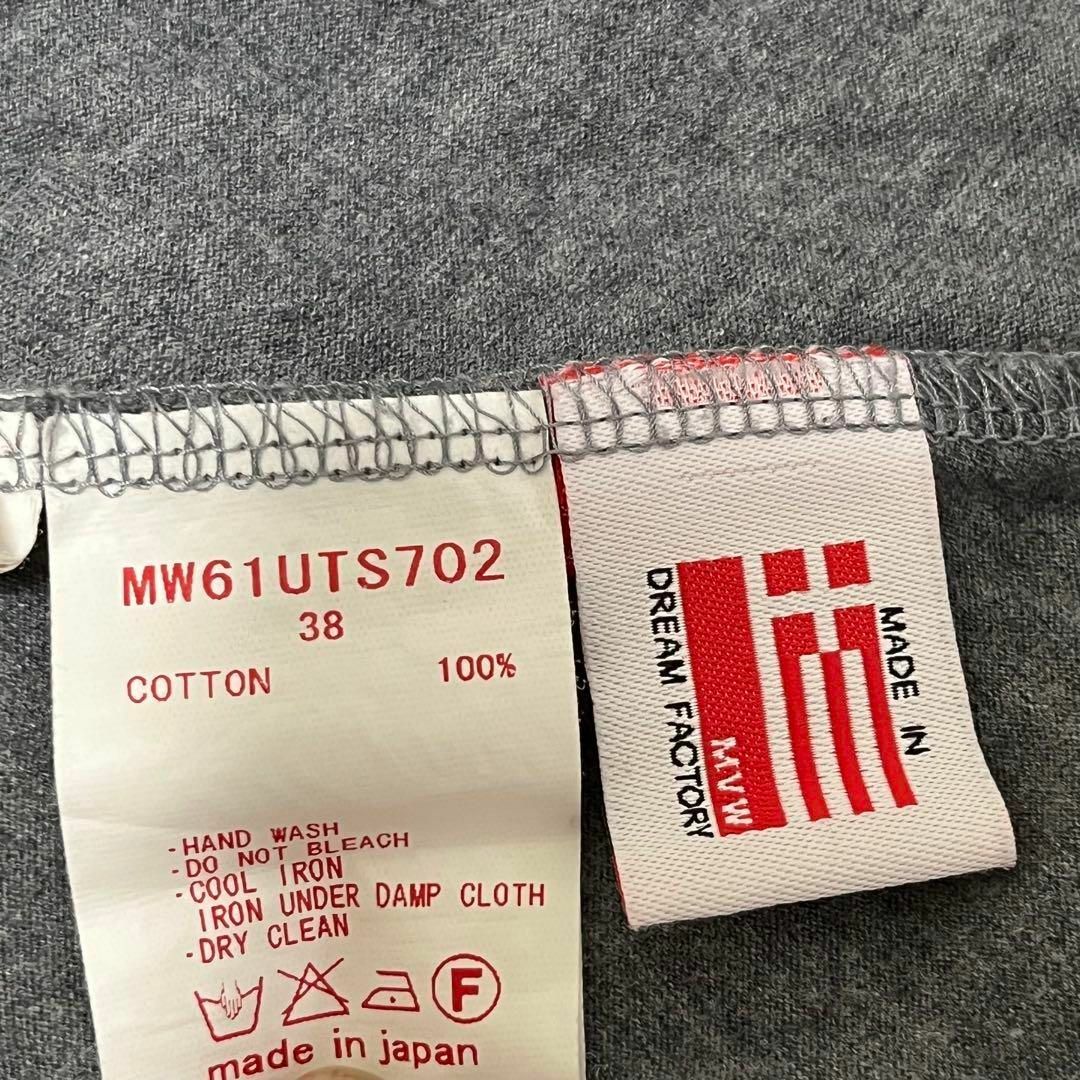 MW61UTS702
38
COTTON 100%
-HAND WASH
-DO NOT BLEACH
-COOL IRON
IRON UNDER DAMP CLOTH
-DRY CLEAN
F
made in japan
MADE IN
MVW
DREAM FACTORY